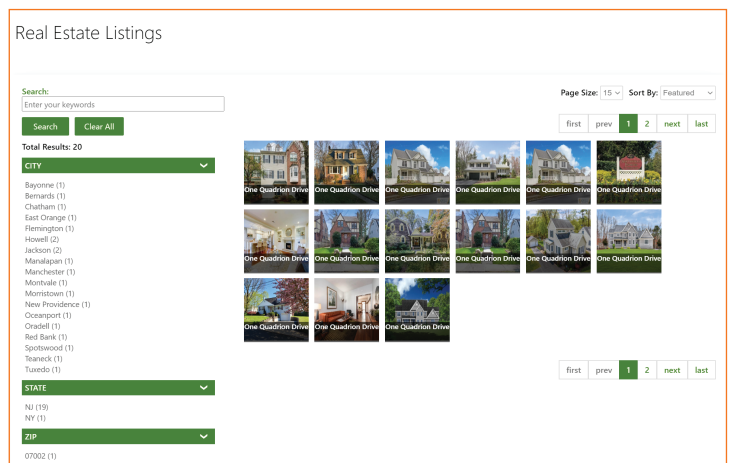 Real Estate Listings
Search:
Enter your keywords
Search Clear All
Total Results: 20
CITY
Bayonne (1)
Bernards (1)
Chatham (1)
East Orange (1)
Flemington (1)
Howell (2)
Jackson (2)
Manalapan (1)
Manchester (1)
Montvale (1)
Morristown (1)
New Providence (1)
Oceanport (1)
Oradell (1)
Red Bank (1)
Spotswood (1)
Teaneck (1)
Tuxedo (1)
STATE
NJ (19)
NY (1)
ZIP
07002 (1)
Page Size: 15 Sort By: Featured
first prev 1 2 next last
One Quadrion Drive One Quadrion Drive One Quadrion Drive One Quadrion Drive One Quadrion Drive One Quadrion Drive
One Quadrion Drive One Quadrion Drive One Quadrion Drive One Quadrion Drive One Quadrion Drive One Quadrion Drive
One Quadrion Drive One Quadrion Drive One Quadrion Drive
first prev 1 2 next last